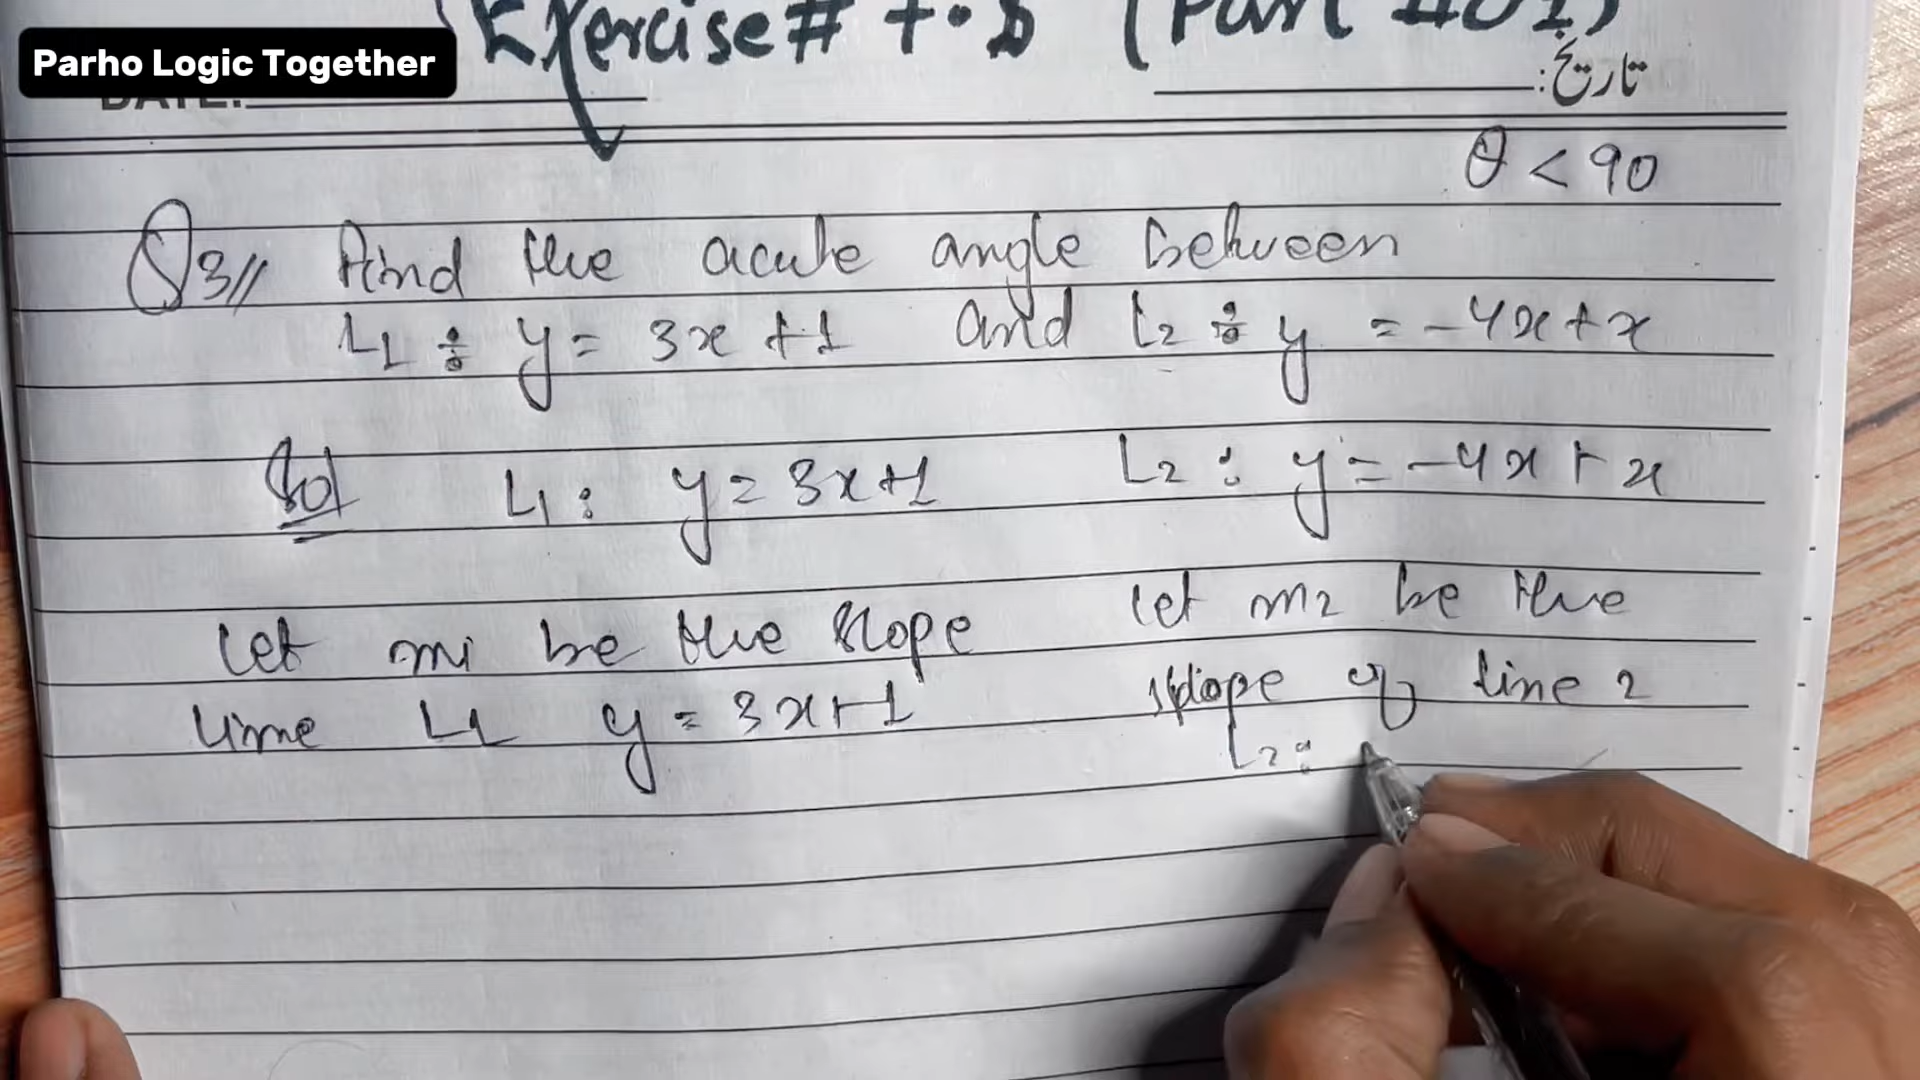 Exercise# 7.3 (Part #01)
Parho Logic Together
DATE: تاریخ:
θ < 90
Q3// Find the acute angle between
L1 : y = 3x + 1 and L2 : y = -4x + x
Sol L1 : y = 3x+1 L2 : y = -4x + x
let m1 be the slope
line L1 y = 3x+1
let m2 be the
slope of line 2
L2 :